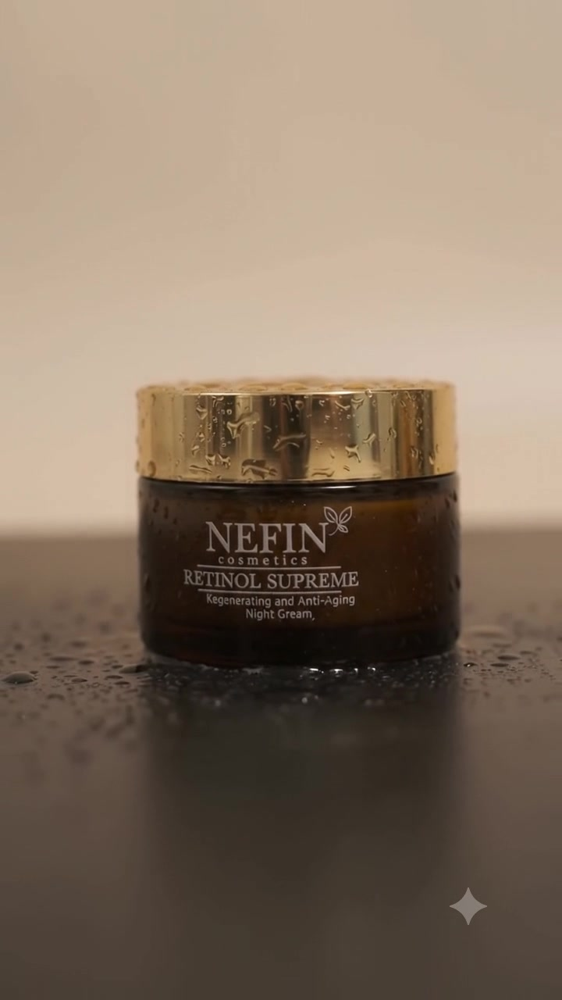 NEFIN
cosmetics
RETINOL SUPREME
Kegenerating and Anti-Aging
Night Gream,